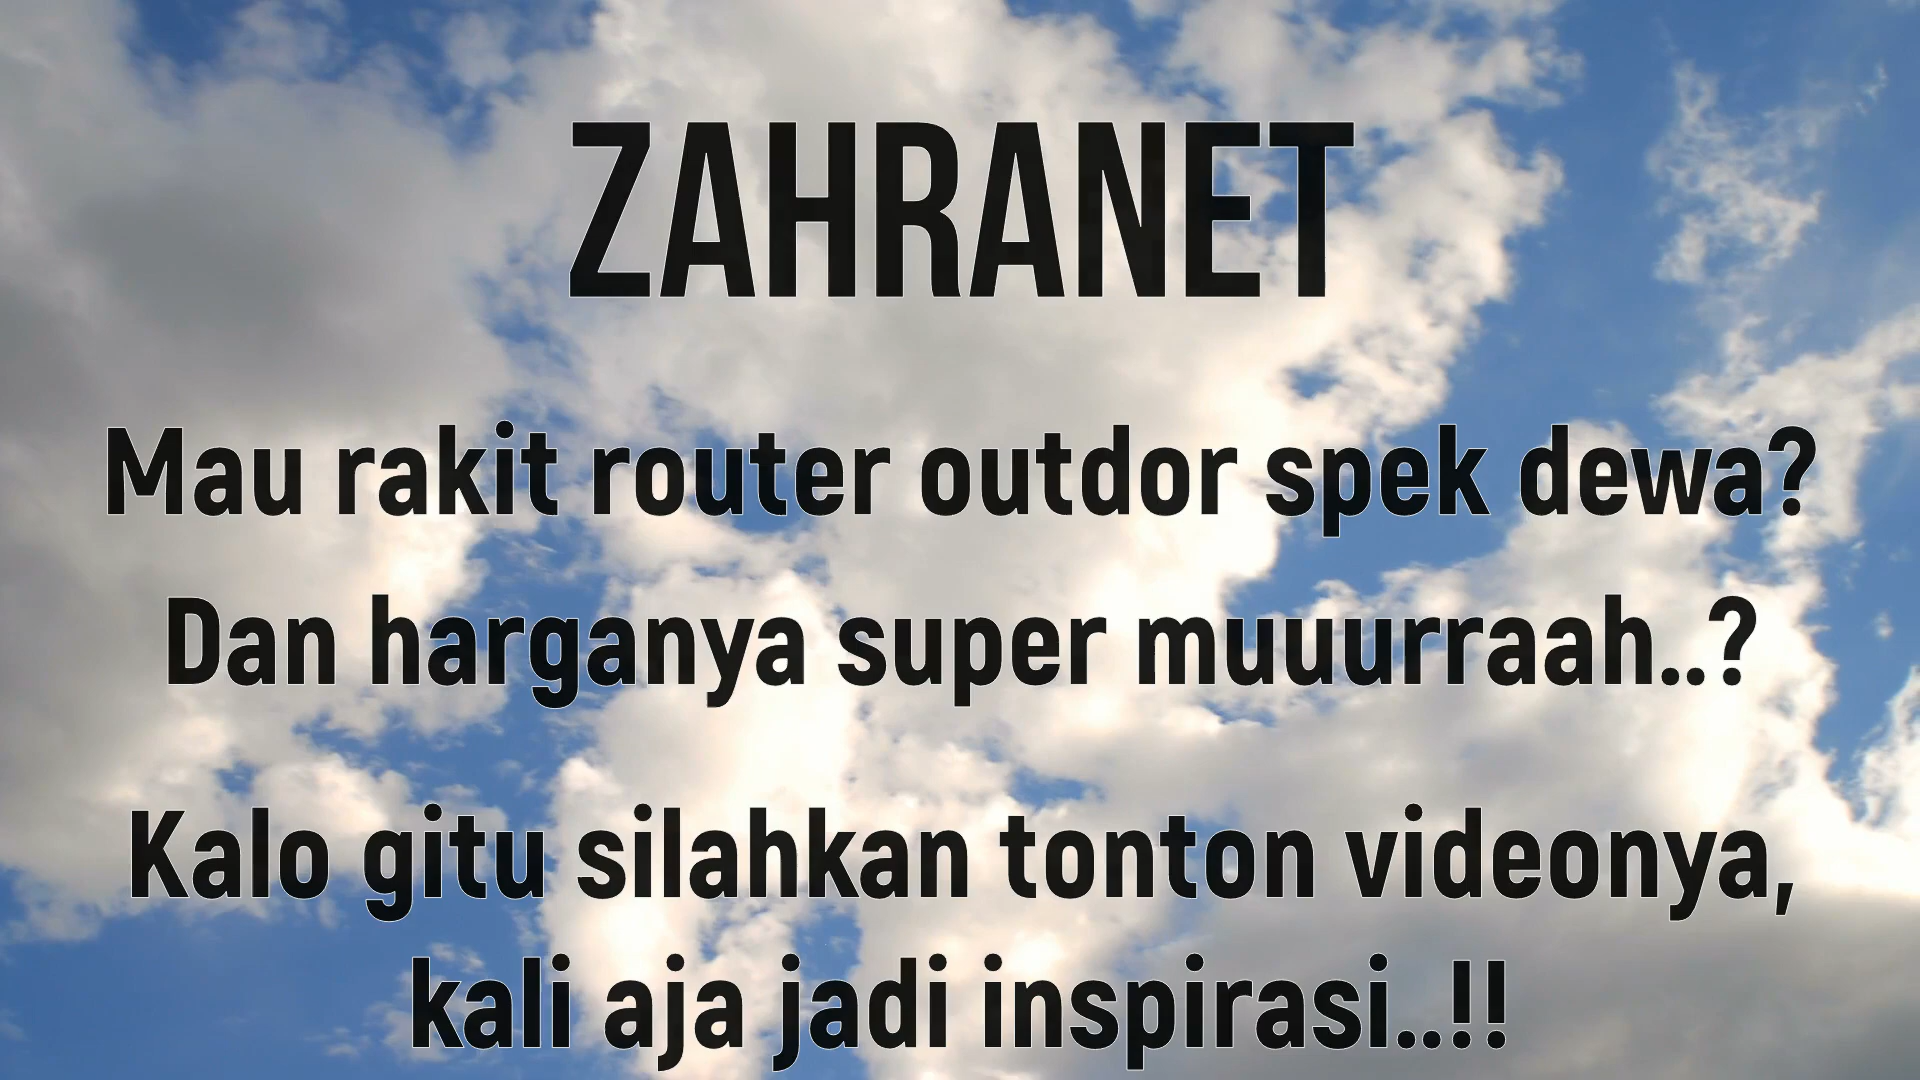 ZAHRANET
Mau rakit router outdor spek dewa?
Dan harganya super muuurraah..?
Kalo gitu silahkan tonton videonya,
kali aja jadi inspirasi..!!